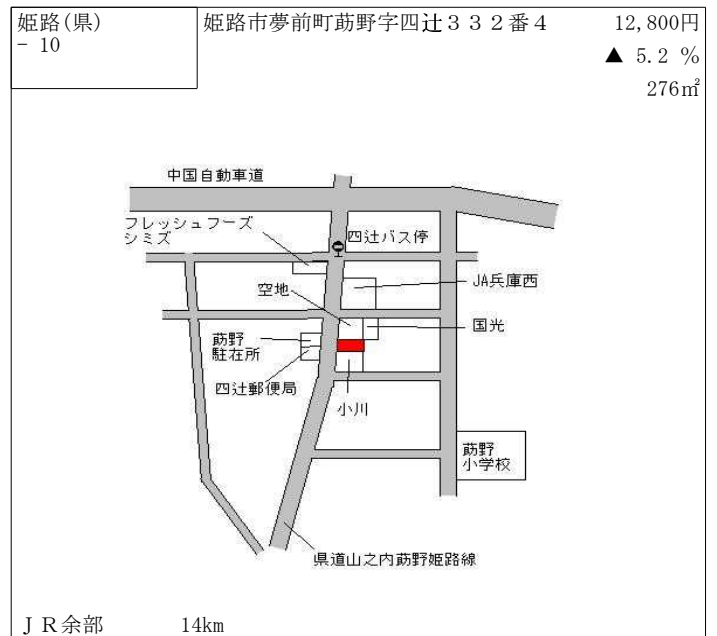 姫路(県)
- 10
姫路市夢前町莇野字四辻３３２番４
12,800円
▲ 5.2 %
276㎡
中国自動車道
フレッシュフーズ
シミズ
四辻バス停
JA兵庫西
空地
国光
莇野
駐在所
四辻郵便局
小川
莇野
小学校
県道山之内莇野姫路線
ＪＲ余部
14km